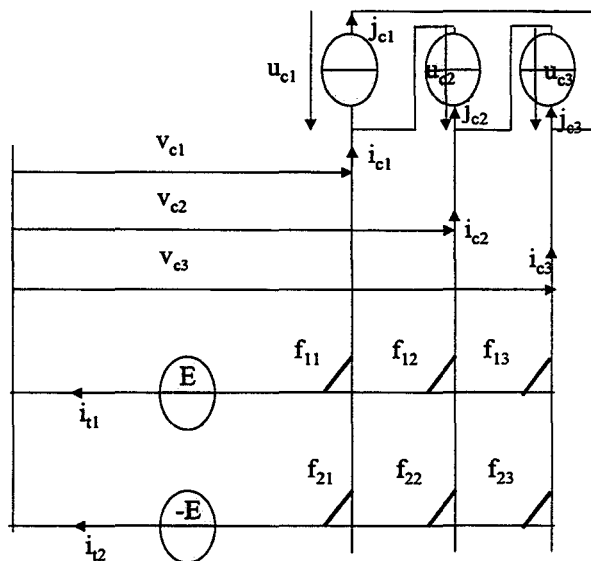 j_c1
u_c1 u_c2 u_c3
j_c2 j_c3
v_c1 i_c1
v_c2
i_c2
v_c3 i_c3
f_11 f_12 f_13
E
i_t1
f_21 f_22 f_23
-E
i_t2